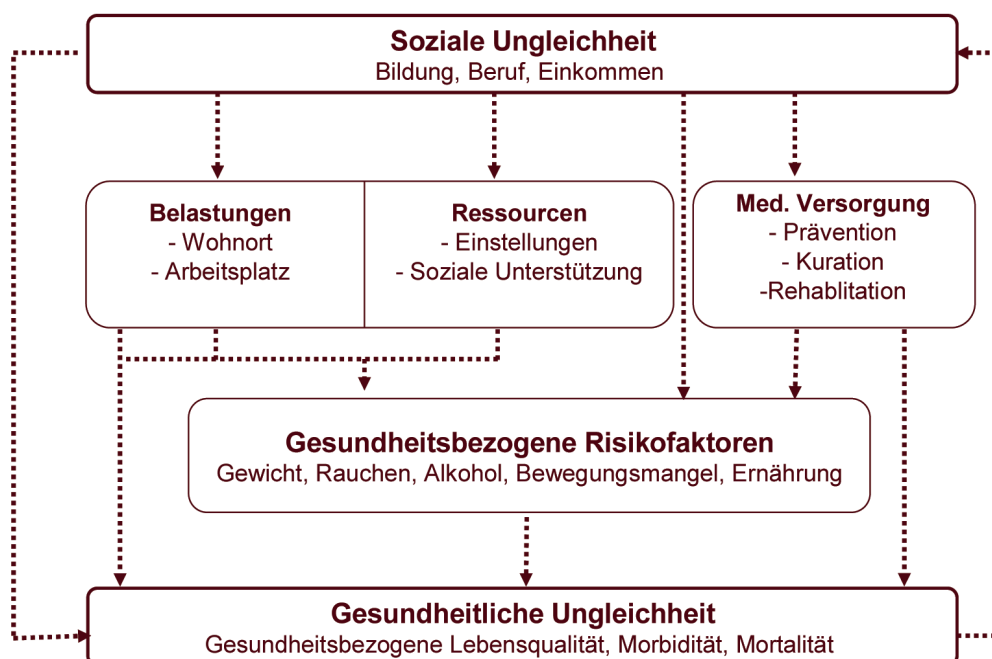 Soziale Ungleichheit
Bildung, Beruf, Einkommen
Belastungen
- Wohnort
- Arbeitsplatz
Ressourcen
- Einstellungen
- Soziale Unterstützung
Med. Versorgung
- Prävention
- Kuration
-Rehablitation
Gesundheitsbezogene Risikofaktoren
Gewicht, Rauchen, Alkohol, Bewegungsmangel, Ernährung
Gesundheitliche Ungleichheit
Gesundheitsbezogene Lebensqualität, Morbidität, Mortalität